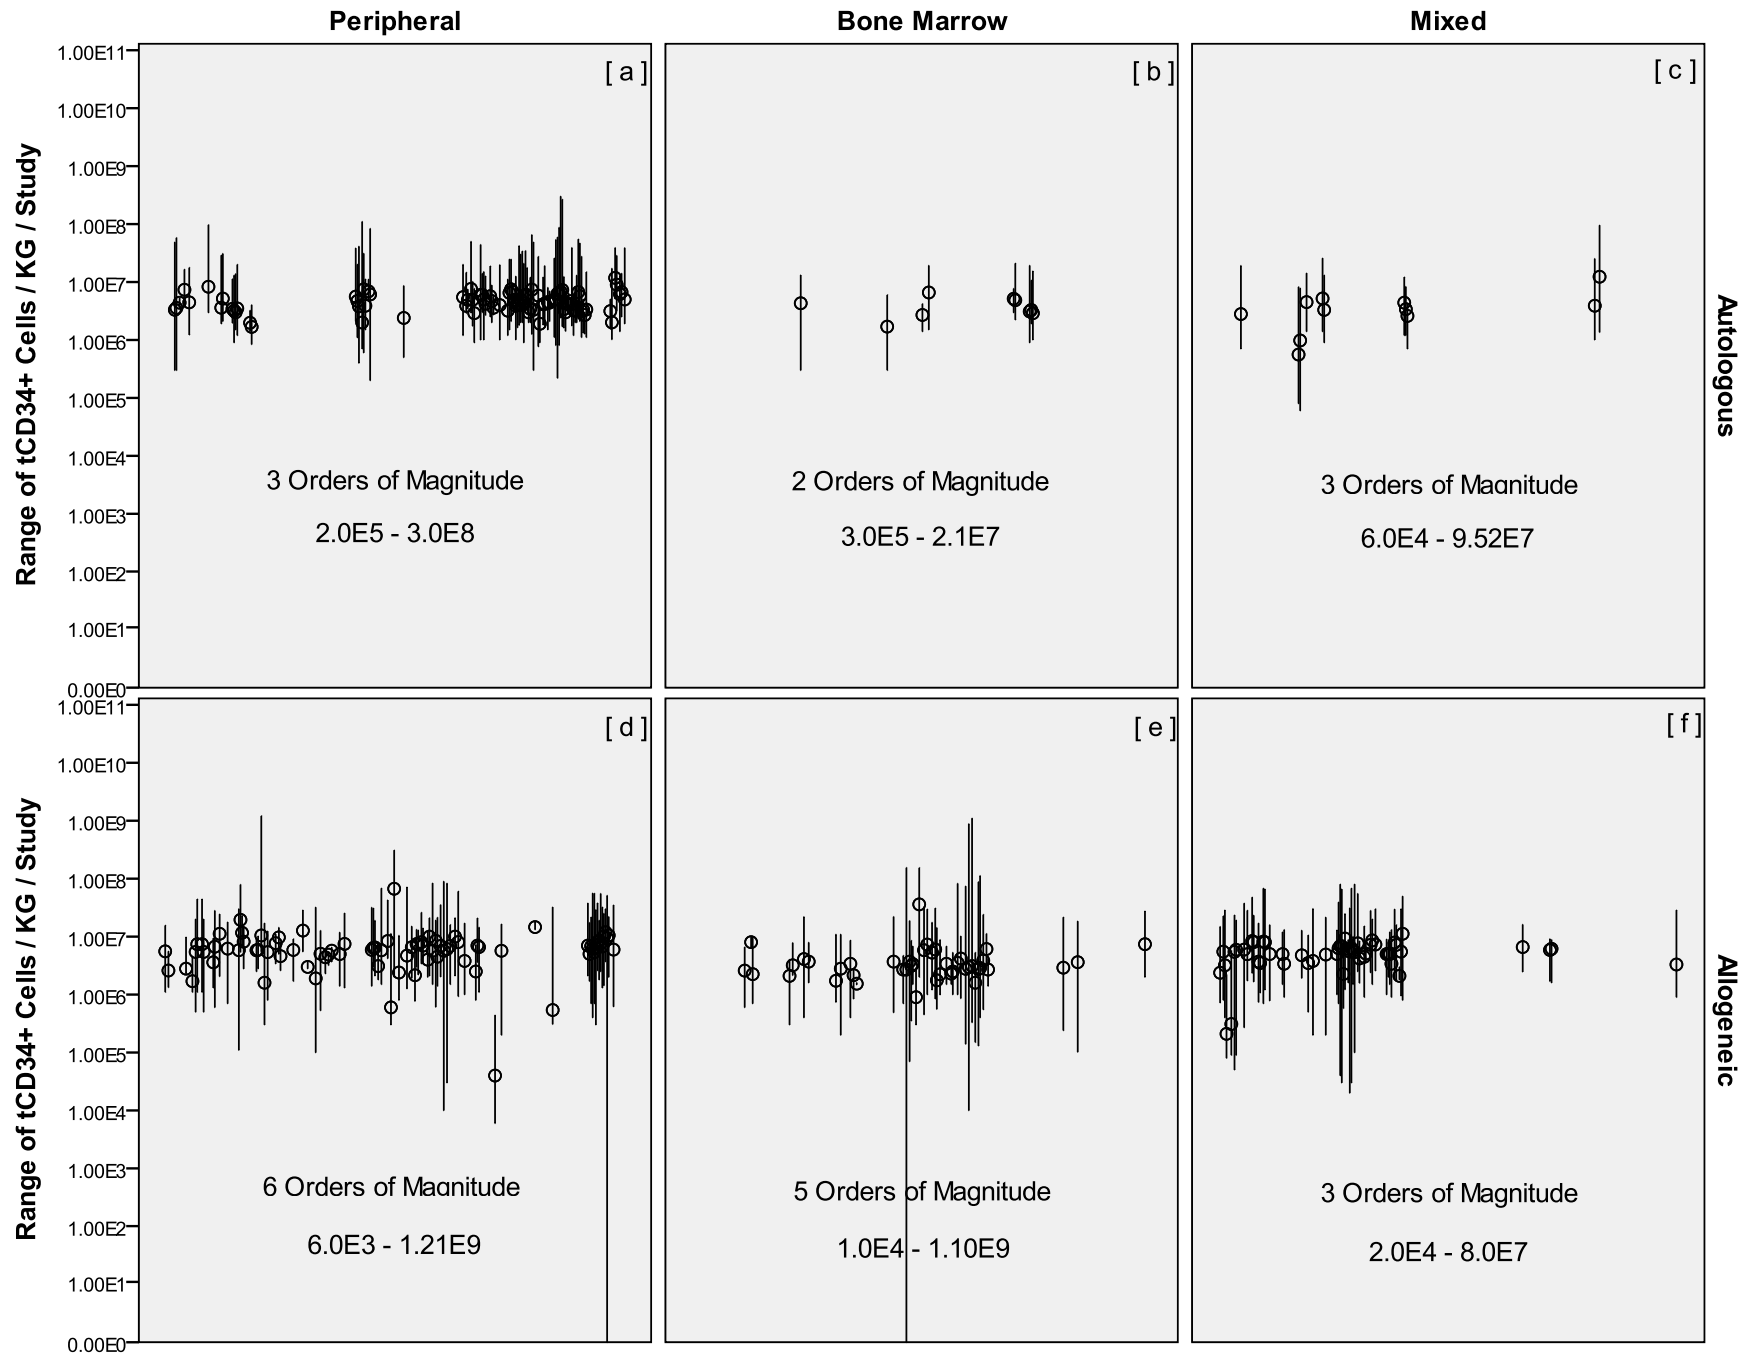 Peripheral
Bone Marrow
Mixed
Range of tCD34+ Cells / KG / Study
1.00E11
1.00E10
1.00E9
1.00E8
1.00E7
1.00E6
1.00E5
1.00E4
1.00E3
1.00E2
1.00E1
0.00E0
[ a ]
3 Orders of Magnitude
2.0E5 - 3.0E8
[ b ]
2 Orders of Magnitude
3.0E5 - 2.1E7
[ c ]
3 Orders of Magnitude
6.0E4 - 9.52E7
Autologous
Range of tCD34+ Cells / KG / Study
1.00E11
1.00E10
1.00E9
1.00E8
1.00E7
1.00E6
1.00E5
1.00E4
1.00E3
1.00E2
1.00E1
0.00E0
[ d ]
6 Orders of Magnitude
6.0E3 - 1.21E9
[ e ]
5 Orders of Magnitude
1.0E4 - 1.10E9
[ f ]
3 Orders of Magnitude
2.0E4 - 8.0E7
Allogeneic